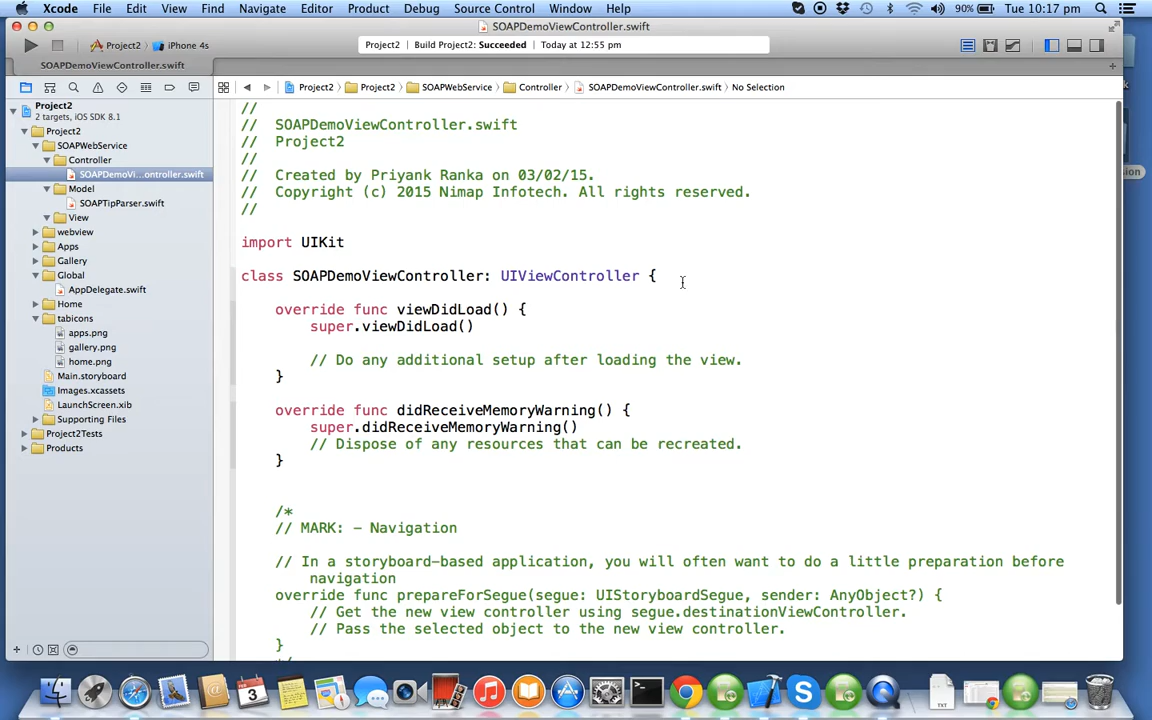 Xcode File Edit View Find Navigate Editor Product Debug Source Control Window Help 90% Tue 10:17 pm
SOAPDemoViewController.swift
Project2 iPhone 4s Project2 Build Project2: Succeeded Today at 12:55 pm
SOAPDemoViewController.swift
Project2 Project2 SOAPWebService Controller SOAPDemoViewController.swift No Selection
Project2
2 targets, iOS SDK 8.1
Project2
SOAPWebService
Controller
SOAPDemoVi...ontroller.swift
Model
SOAPTipParser.swift
View
webview
Apps
Gallery
Global
AppDelegate.swift
Home
tabicons
apps.png
gallery.png
home.png
Main.storyboard
Images.xcassets
LaunchScreen.xib
Supporting Files
Project2Tests
Products
//
// SOAPDemoViewController.swift
// Project2
//
// Created by Priyank Ranka on 03/02/15.
// Copyright (c) 2015 Nimap Infotech. All rights reserved.
//
import UIKit
class SOAPDemoViewController: UIViewController {
override func viewDidLoad() {
super.viewDidLoad()
// Do any additional setup after loading the view.
}
override func didReceiveMemoryWarning() {
super.didReceiveMemoryWarning()
// Dispose of any resources that can be recreated.
}
/*
// MARK: - Navigation
// In a storyboard-based application, you will often want to do a little preparation before
navigation
override func prepareForSegue(segue: UIStoryboardSegue, sender: AnyObject?) {
// Get the new view controller using segue.destinationViewController.
// Pass the selected object to the new view controller.
}
FEB
3
TXT